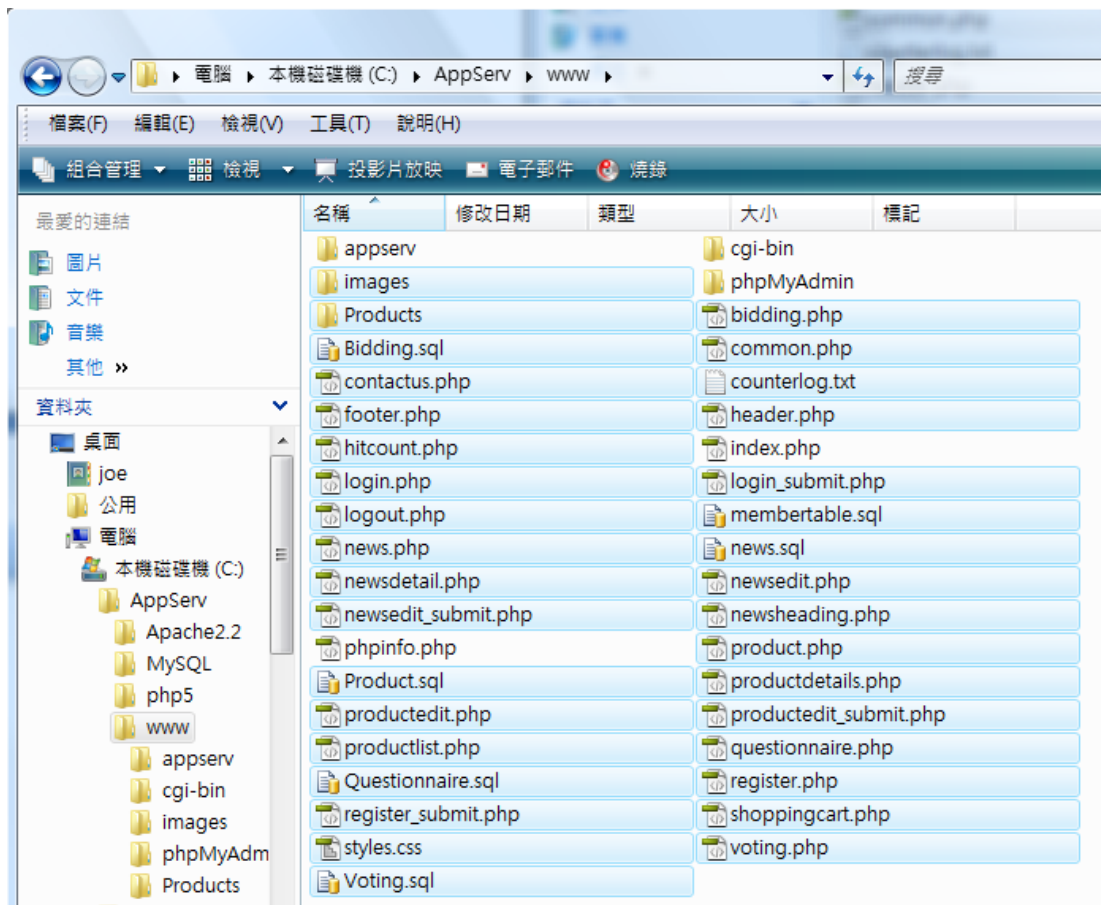 電腦 ▸ 本機磁碟機 (C:) ▸ AppServ ▸ www ▸ 搜尋
檔案(F) 編輯(E) 檢視(V) 工具(T) 說明(H)
組合管理 檢視 投影片放映 電子郵件 燒錄
最愛的連結
圖片
文件
音樂
其他 »
資料夾
桌面
joe
公用
電腦
本機磁碟機 (C:)
AppServ
Apache2.2
MySQL
php5
www
appserv
cgi-bin
images
phpMyAdm
Products
名稱 修改日期 類型 大小 標記
appserv cgi-bin
images phpMyAdmin
Products bidding.php
Bidding.sql common.php
contactus.php counterlog.txt
footer.php header.php
hitcount.php index.php
login.php login_submit.php
logout.php membertable.sql
news.php news.sql
newsdetail.php newsedit.php
newsedit_submit.php newsheading.php
phpinfo.php product.php
Product.sql productdetails.php
productedit.php productedit_submit.php
productlist.php questionnaire.php
Questionnaire.sql register.php
register_submit.php shoppingcart.php
styles.css voting.php
Voting.sql